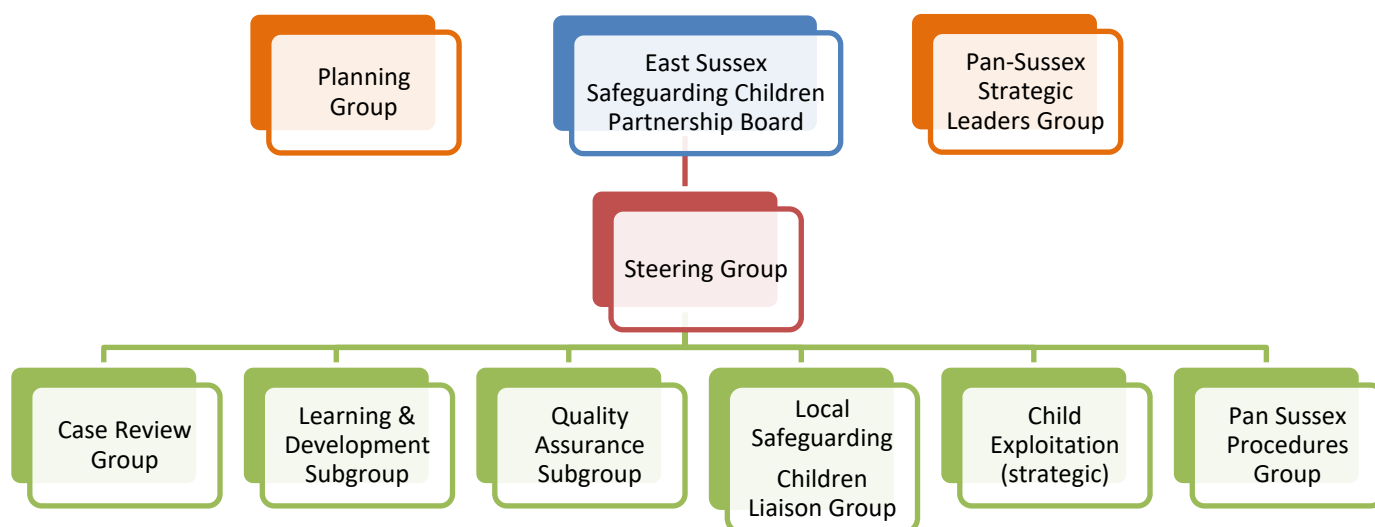 Planning
Group
East Sussex
Safeguarding Children
Partnership Board
Pan-Sussex
Strategic
Leaders Group
Steering Group
Case Review
Group
Learning &
Development
Subgroup
Quality
Assurance
Subgroup
Local
Safeguarding
Children
Liaison Group
Child
Exploitation
(strategic)
Pan Sussex
Procedures
Group